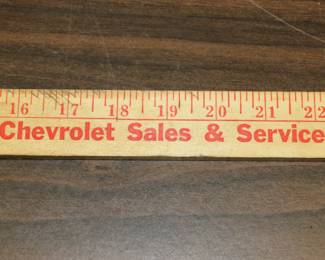 16 17 18 19 20 21 22
Chevrolet Sales & Service